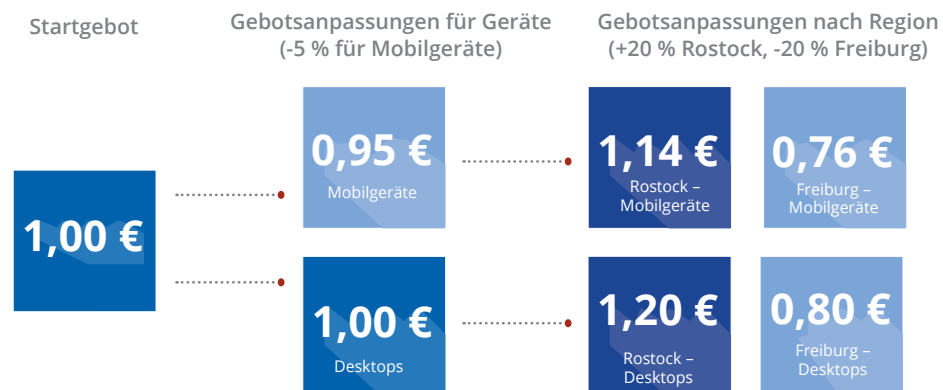 Startgebot
Gebotsanpassungen für Geräte
(-5 % für Mobilgeräte)
Gebotsanpassungen nach Region
(+20 % Rostock, -20 % Freiburg)
1,00 €
0,95 €
Mobilgeräte
1,14 €
Rostock –
Mobilgeräte
0,76 €
Freiburg –
Mobilgeräte
1,00 €
Desktops
1,20 €
Rostock –
Desktops
0,80 €
Freiburg –
Desktops